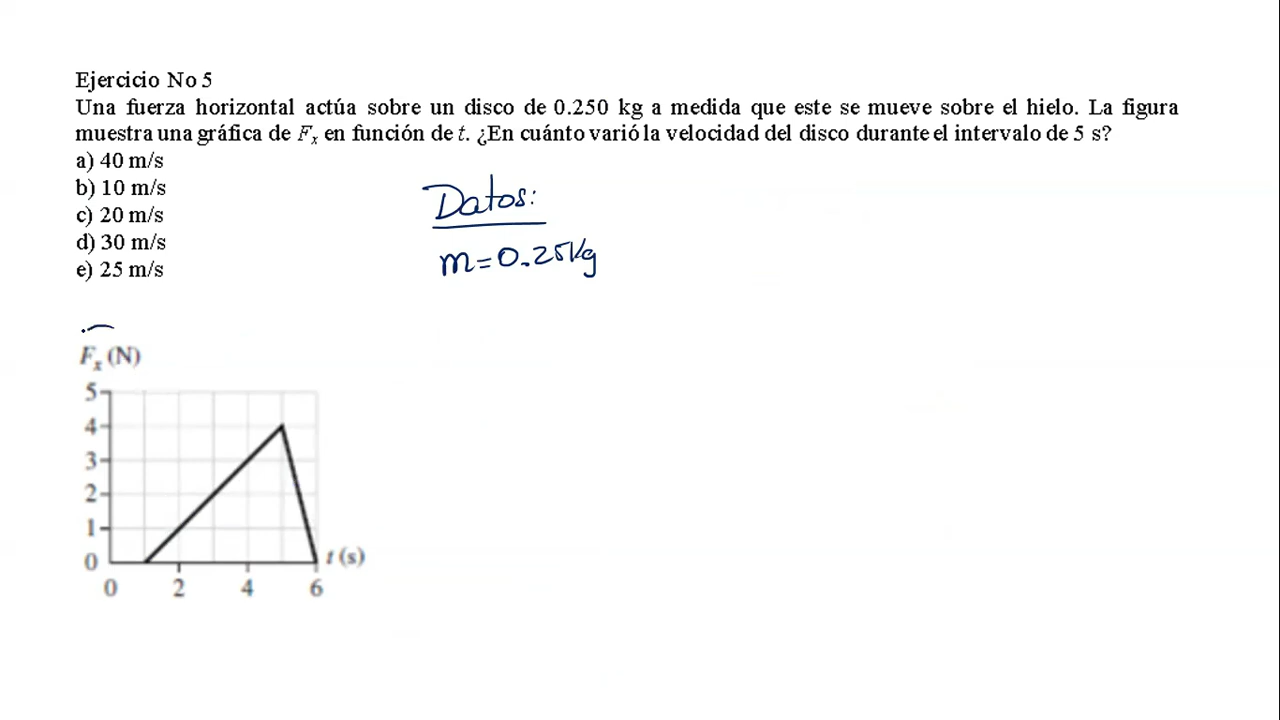 Ejercicio No 5
Una fuerza horizontal actúa sobre un disco de 0.250 kg a medida que este se mueve sobre el hielo. La figura
muestra una gráfica de Fₓ en función de t. ¿En cuánto varió la velocidad del disco durante el intervalo de 5 s?
a) 40 m/s
b) 10 m/s
c) 20 m/s
d) 30 m/s
e) 25 m/s
Datos:
m=0.25Kg
Fₓ (N)
5
4
3
2
1
0
t (s)
0 2 4 6